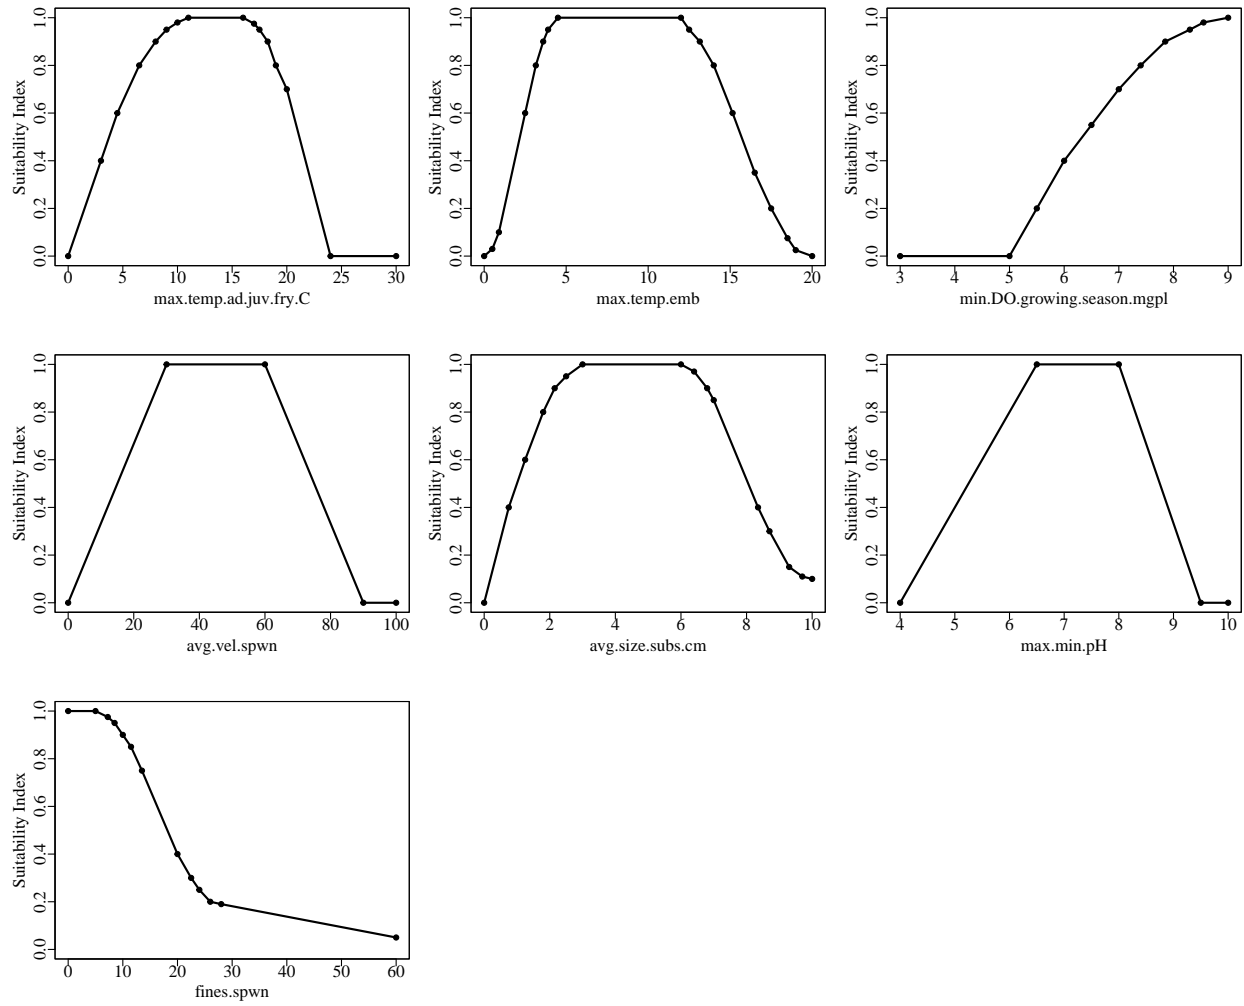 Suitability Index
0.0 0.2 0.4 0.6 0.8 1.0
0 5 10 15 20 25 30
max.temp.ad.juv.fry.C
Suitability Index
0.0 0.2 0.4 0.6 0.8 1.0
0 5 10 15 20
max.temp.emb
Suitability Index
0.0 0.2 0.4 0.6 0.8 1.0
3 4 5 6 7 8 9
min.DO.growing.season.mgpl
Suitability Index
0.0 0.2 0.4 0.6 0.8 1.0
0 20 40 60 80 100
avg.vel.spwn
Suitability Index
0.0 0.2 0.4 0.6 0.8 1.0
0 2 4 6 8 10
avg.size.subs.cm
Suitability Index
0.0 0.2 0.4 0.6 0.8 1.0
4 5 6 7 8 9 10
max.min.pH
Suitability Index
0.0 0.2 0.4 0.6 0.8 1.0
0 10 20 30 40 50 60
fines.spwn